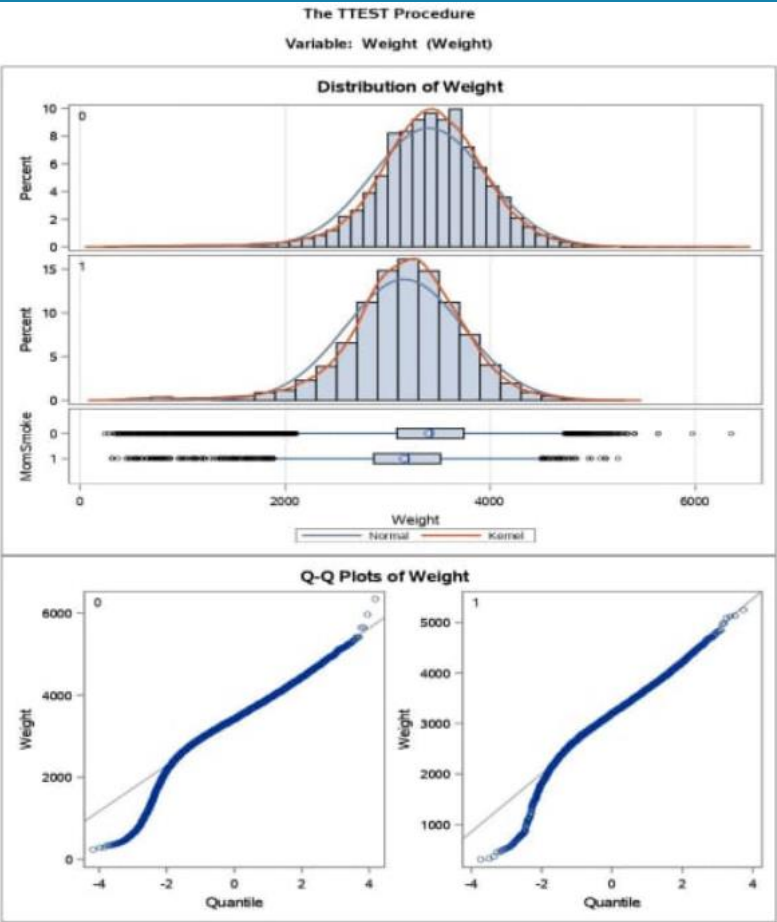 The TTEST Procedure
Variable: Weight (Weight)
Distribution of Weight
10
8
6
4
2
0
Percent
0
15
10
5
0
Percent
1
MomSmoke
0
1
0 2000 4000 6000
Weight
Normal Kernel
Q-Q Plots of Weight
0
6000
4000
2000
0
Weight
-4 -2 0 2 4
Quantile
1
5000
4000
3000
2000
1000
Weight
-4 -2 0 2 4
Quantile